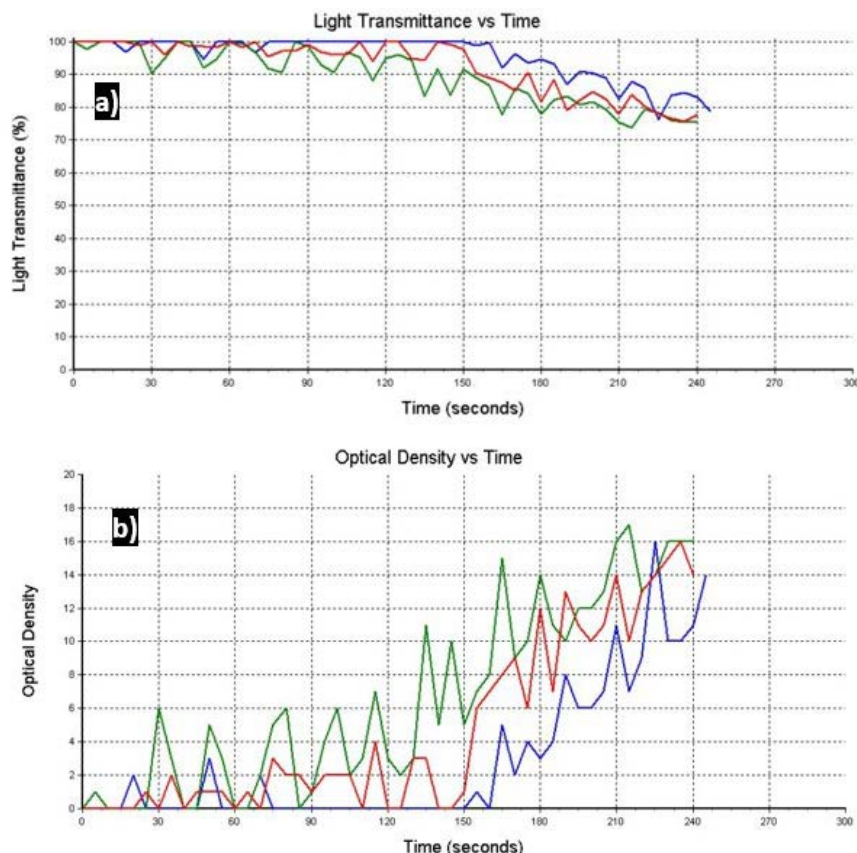 Light Transmittance vs Time
a)
Light Transmittance (%)
100
90
80
70
60
50
40
30
20
10
0
0 30 60 90 120 150 180 210 240 270 300
Time (seconds)
Optical Density vs Time
b)
Optical Density
20
18
16
14
12
10
8
6
4
2
0
0 30 60 90 120 150 180 210 240 270 300
Time (seconds)